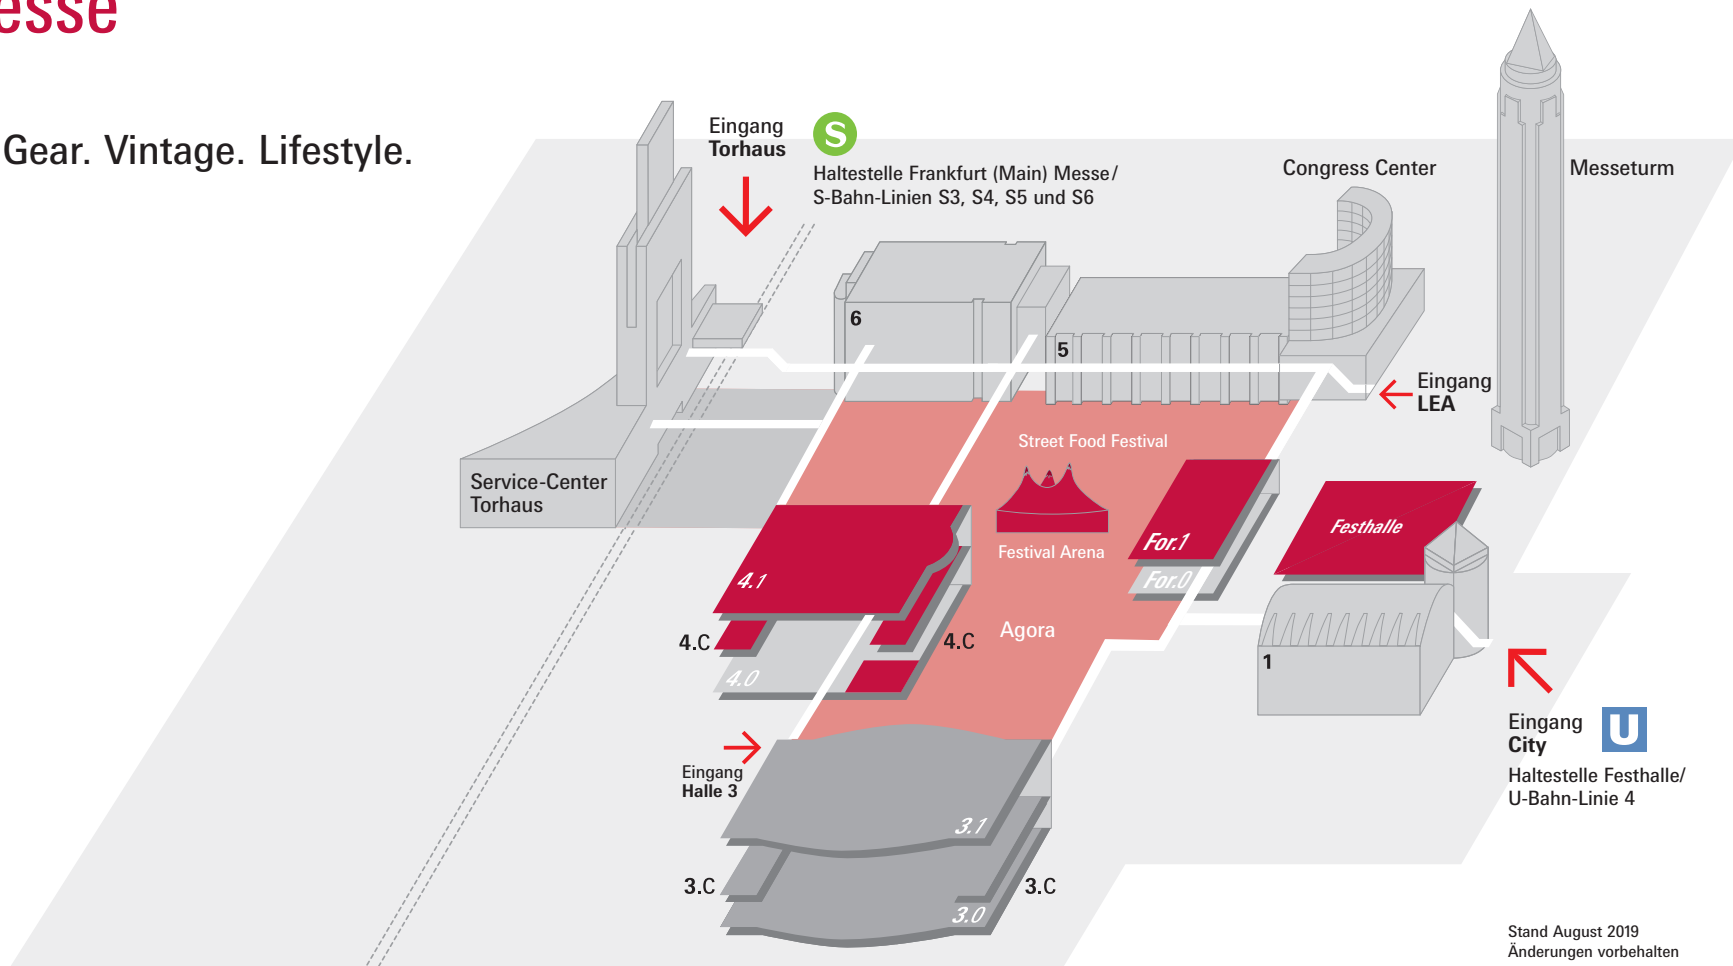 esse
Gear. Vintage. Lifestyle.
Eingang
Torhaus
S
Haltestelle Frankfurt (Main) Messe/
S-Bahn-Linien S3, S4, S5 und S6
Congress Center
Messeturm
6
5
Eingang
LEA
Street Food Festival
Festival Arena
Service-Center
Torhaus
For.1
For.0
Festhalle
4.1
4.C
4.0
4.C
Agora
1
Eingang
City
U
Haltestelle Festhalle/
U-Bahn-Linie 4
Eingang
Halle 3
3.1
3.C
3.C
3.0
Stand August 2019
Änderungen vorbehalten